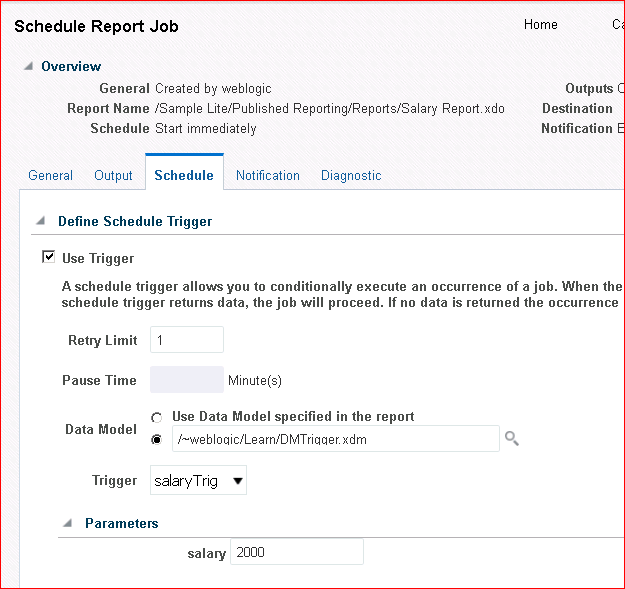 Schedule Report Job
Home
Overview
General Created by weblogic
Outputs
Report Name /Sample Lite/Published Reporting/Reports/Salary Report.xdo
Destination
Schedule Start immediately
Notification
General Output Schedule Notification Diagnostic
Define Schedule Trigger
Use Trigger
A schedule trigger allows you to conditionally execute an occurrence of a job. When the
schedule trigger returns data, the job will proceed. If no data is returned the occurrence
Retry Limit 1
Pause Time Minute(s)
Data Model Use Data Model specified in the report
/~weblogic/Learn/DMTrigger.xdm
Trigger salaryTrig
Parameters
salary 2000